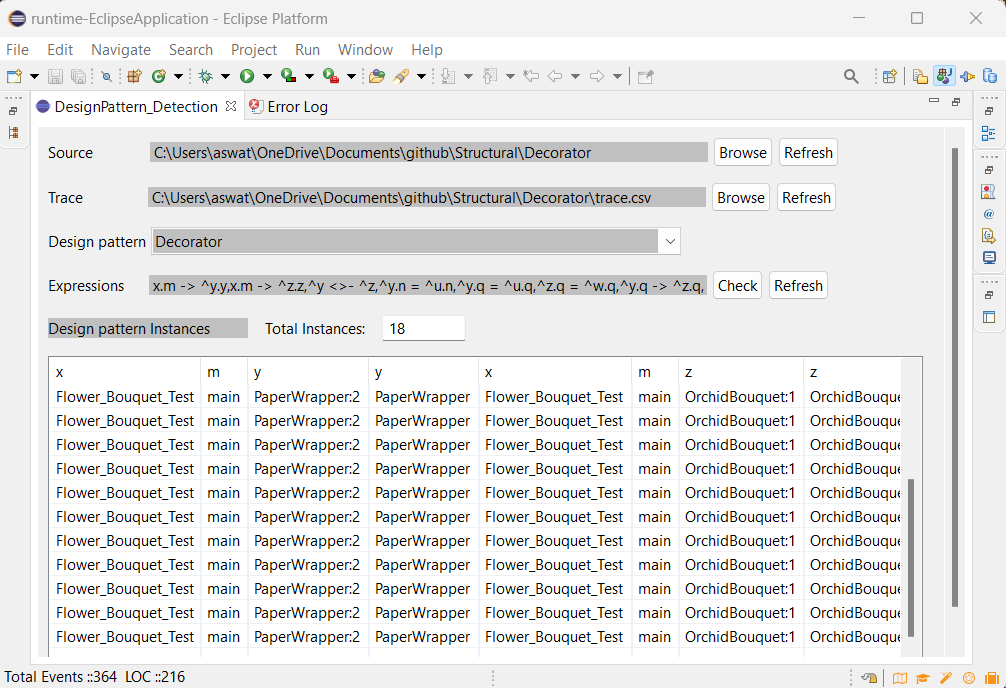 runtime-EclipseApplication - Eclipse Platform
File Edit Navigate Search Project Run Window Help
DesignPattern_Detection Error Log
Source C:\Users\aswat\OneDrive\Documents\github\Structural\Decorator Browse Refresh
Trace C:\Users\aswat\OneDrive\Documents\github\Structural\Decorator\trace.csv Browse Refresh
Design pattern Decorator
Expressions x.m -> ^y.y,x.m -> ^z.z,^y <>- ^z,^y.n = ^u.n,^y.q = ^u.q,^z.q = ^w.q,^y.q -> ^z.q, Check Refresh
Design pattern Instances Total Instances: 18
x m y y x m z z
Flower_Bouquet_Test main PaperWrapper:2 PaperWrapper Flower_Bouquet_Test main OrchidBouquet:1 OrchidBouque
Flower_Bouquet_Test main PaperWrapper:2 PaperWrapper Flower_Bouquet_Test main OrchidBouquet:1 OrchidBouque
Flower_Bouquet_Test main PaperWrapper:2 PaperWrapper Flower_Bouquet_Test main OrchidBouquet:1 OrchidBouque
Flower_Bouquet_Test main PaperWrapper:2 PaperWrapper Flower_Bouquet_Test main OrchidBouquet:1 OrchidBouque
Flower_Bouquet_Test main PaperWrapper:2 PaperWrapper Flower_Bouquet_Test main OrchidBouquet:1 OrchidBouque
Flower_Bouquet_Test main PaperWrapper:2 PaperWrapper Flower_Bouquet_Test main OrchidBouquet:1 OrchidBouque
Flower_Bouquet_Test main PaperWrapper:2 PaperWrapper Flower_Bouquet_Test main OrchidBouquet:1 OrchidBouque
Flower_Bouquet_Test main PaperWrapper:2 PaperWrapper Flower_Bouquet_Test main OrchidBouquet:1 OrchidBouque
Flower_Bouquet_Test main PaperWrapper:2 PaperWrapper Flower_Bouquet_Test main OrchidBouquet:1 OrchidBouque
Flower_Bouquet_Test main PaperWrapper:2 PaperWrapper Flower_Bouquet_Test main OrchidBouquet:1 OrchidBouque
Flower_Bouquet_Test main PaperWrapper:2 PaperWrapper Flower_Bouquet_Test main OrchidBouquet:1 OrchidBouque
Total Events ::364 LOC ::216